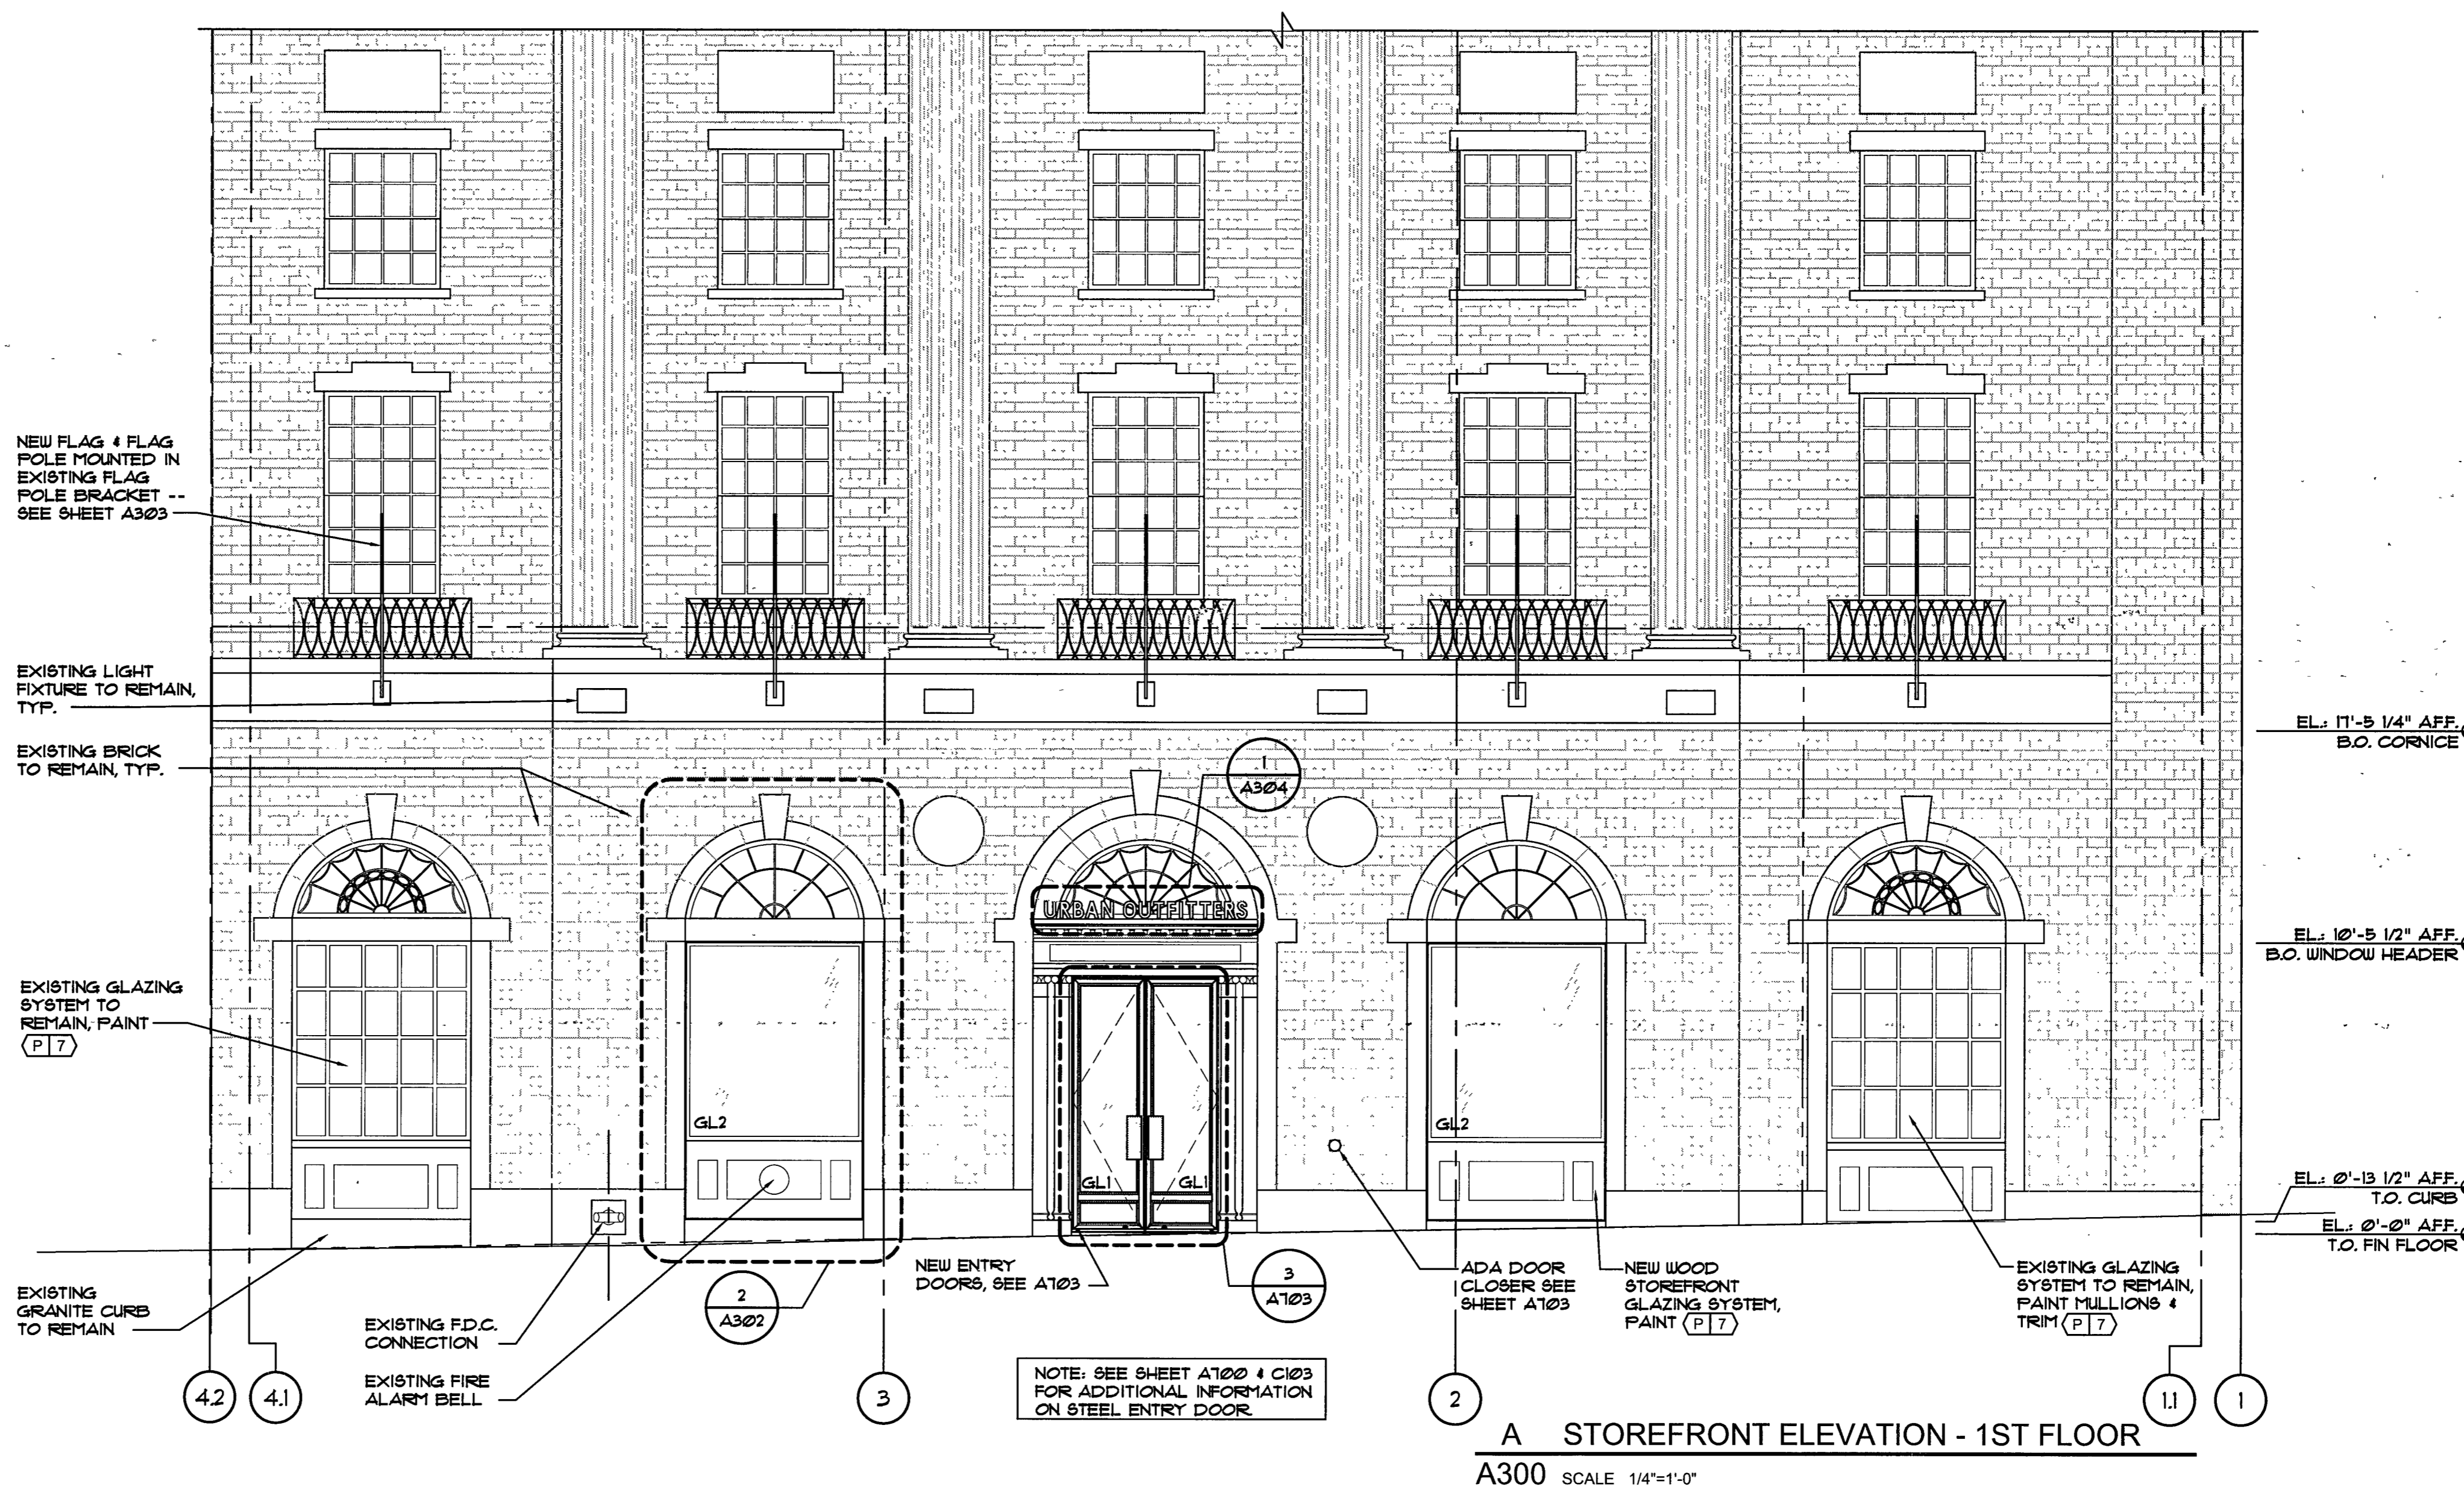 NEW FLAG & FLAG
POLE MOUNTED IN
EXISTING FLAG
POLE BRACKET --
SEE SHEET A303
EXISTING LIGHT
FIXTURE TO REMAIN,
TYP.
EXISTING BRICK
TO REMAIN, TYP.
EXISTING GLAZING
SYSTEM TO
REMAIN, PAINT
P 7
EXISTING
GRANITE CURB
TO REMAIN
EXISTING F.D.C.
CONNECTION
EXISTING FIRE
ALARM BELL
1
A304
URBAN OUTFITTERS
GL2
GL1
GL1
GL2
2
A302
NEW ENTRY
DOORS, SEE A703
3
A703
ADA DOOR
CLOSER SEE
SHEET A703
NEW WOOD
STOREFRONT
GLAZING SYSTEM,
PAINT P 7
EXISTING GLAZING
SYSTEM TO REMAIN,
PAINT MULLIONS &
TRIM P 7
EL.: 17'-5 1/4" A.F.F.
B.O. CORNICE
EL.: 10'-5 1/2" A.F.F.
B.O. WINDOW HEADER
EL.: 0'-13 1/2" A.F.F.
T.O. CURB
EL.: 0'-0" A.F.F.
T.O. FIN FLOOR
NOTE: SEE SHEET A700 & C103
FOR ADDITIONAL INFORMATION
ON STEEL ENTRY DOOR
4.2
4.1
3
2
1.1
1
A STOREFRONT ELEVATION - 1ST FLOOR
A300 SCALE 1/4"=1'-0"